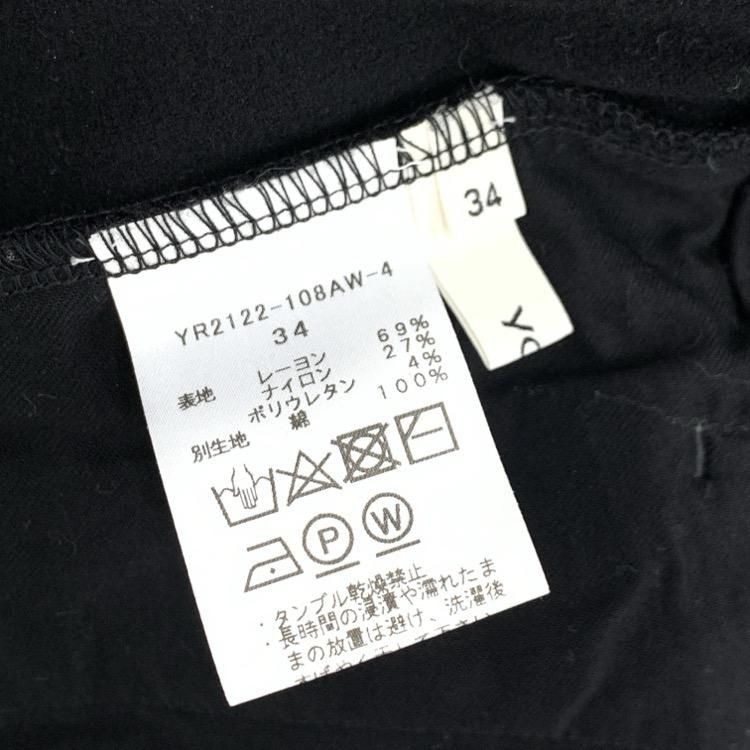 YR2122-108AW-4
34
表地 レーヨン 69%
ナイロン 27%
ポリウレタン 4%
別生地 綿 100%
P W
・タンブル乾燥禁止
・長時間の浸漬や濡れたま
まの放置は避け、洗濯後
34